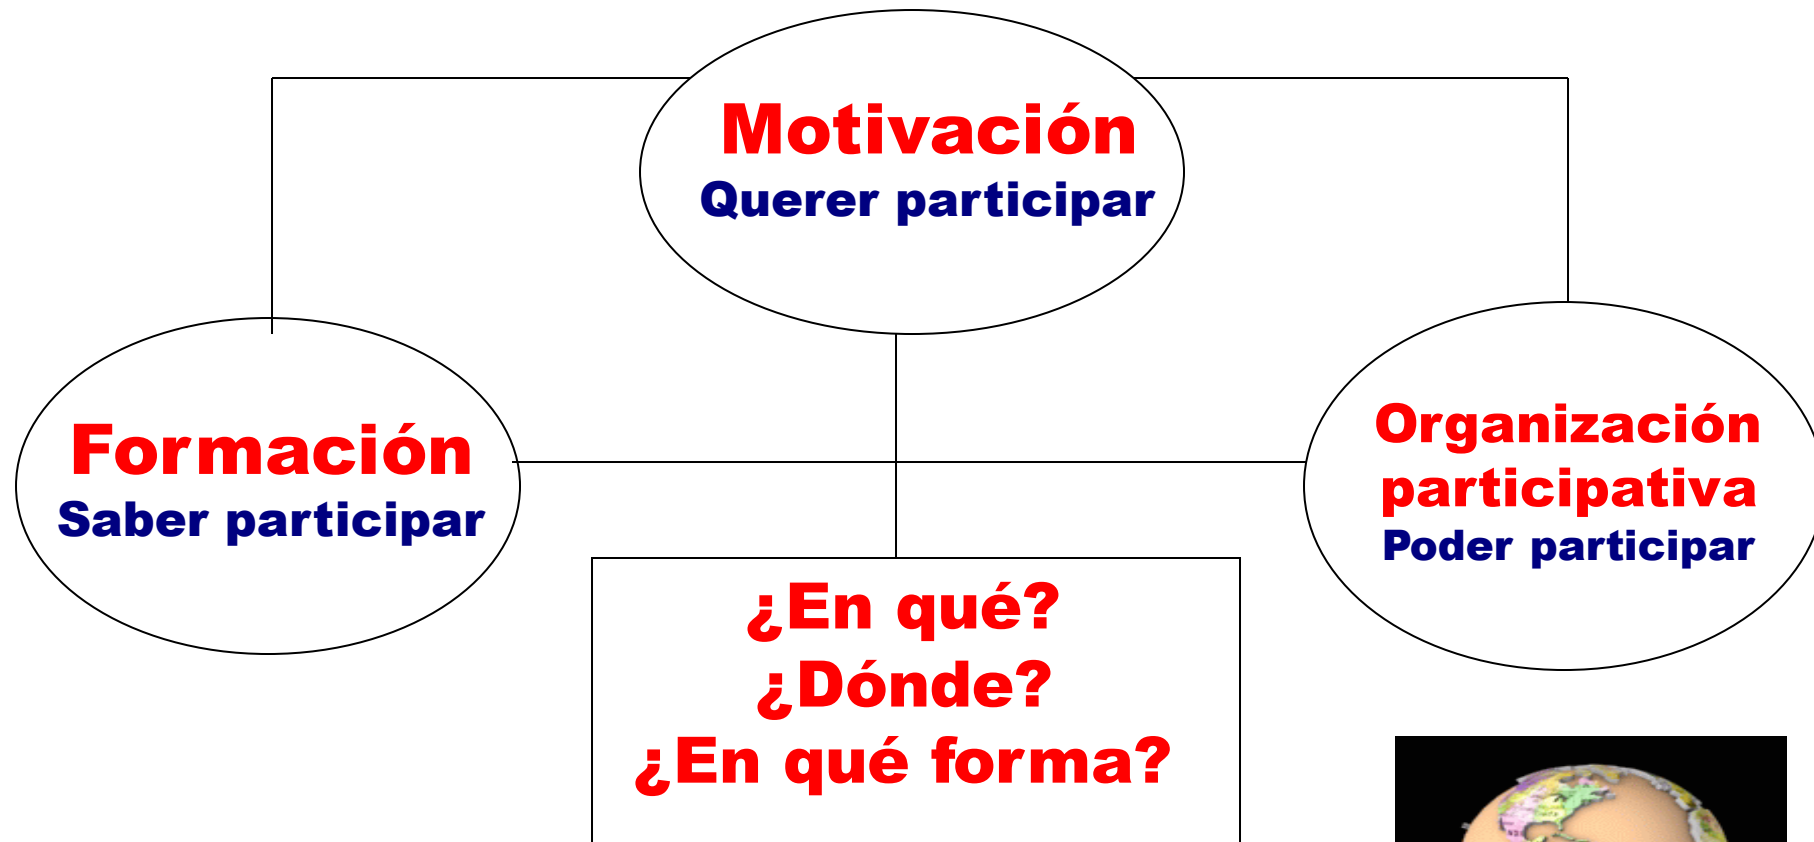 Motivación
Querer participar
Formación
Saber participar
Organización
participativa
Poder participar
¿En qué?
¿Dónde?
¿En qué forma?